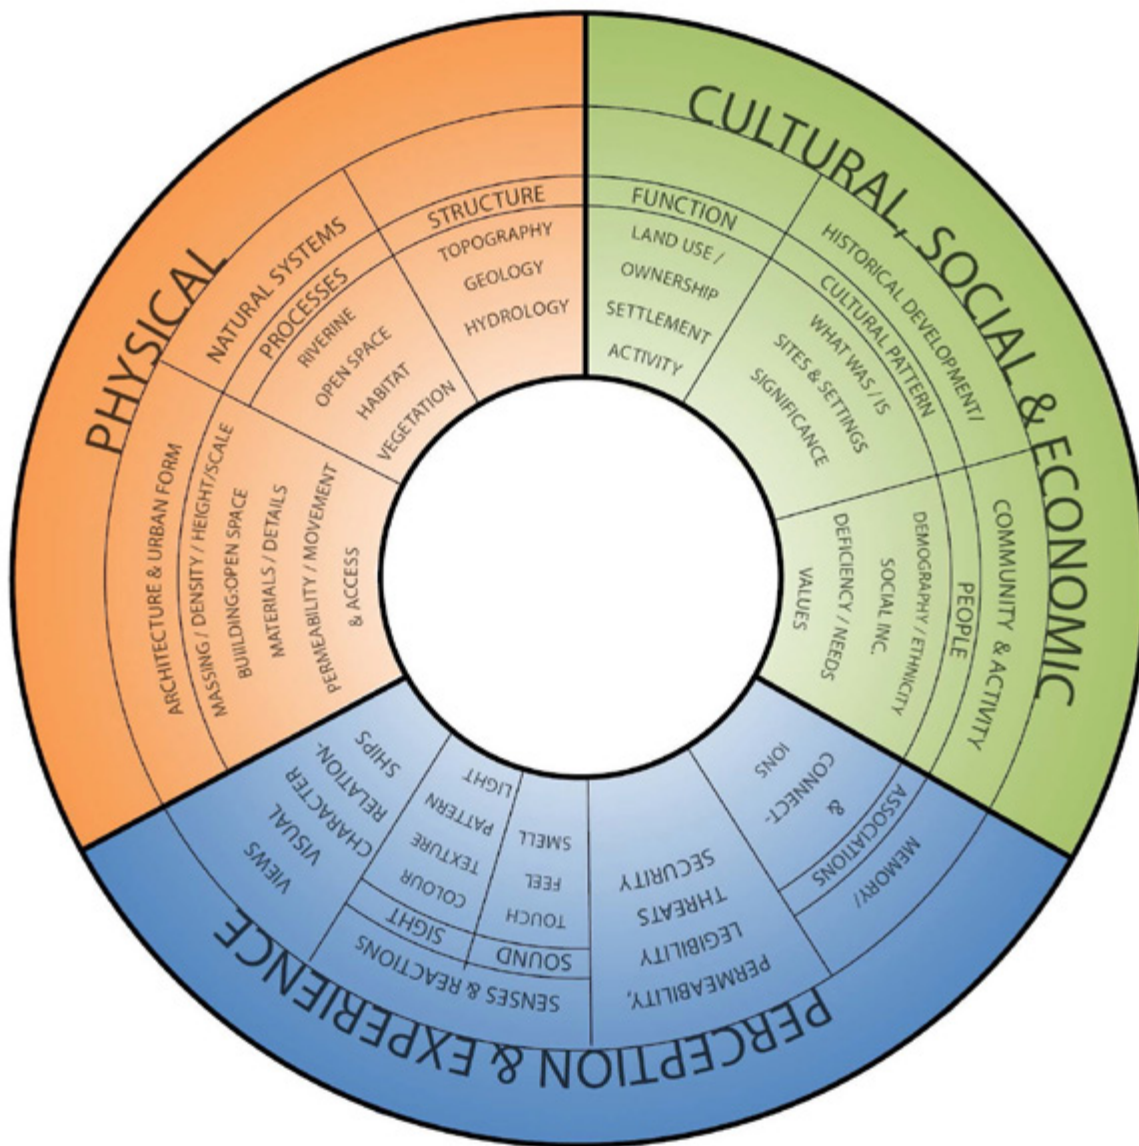 PHYSICAL
NATURAL SYSTEMS
STRUCTURE
TOPOGRAPHY
GEOLOGY
HYDROLOGY
PROCESSES
RIVERINE
OPEN SPACE
HABITAT
VEGETATION
ARCHITECTURE & URBAN FORM
MASSING / DENSITY / HEIGHT/SCALE
BUILDING:OPEN SPACE
MATERIALS / DETAILS
PERMEABILITY / MOVEMENT
& ACCESS
CULTURAL, SOCIAL & ECONOMIC
FUNCTION
LAND USE /
OWNERSHIP
SETTLEMENT
ACTIVITY
HISTORICAL DEVELOPMENT/
CULTURAL PATTERN
WHAT WAS / IS
SITES & SETTINGS
SIGNIFICANCE
COMMUNITY & ACTIVITY
PEOPLE
DEMOGRAPHY / ETHNICITY
SOCIAL INC.
DEFICIENCY / NEEDS
VALUES
PERCEPTION & EXPERIENCE
MEMORY/
ASSOCIATIONS
&
CONNECT-
IONS
PERMEABILITY,
LEGIBILITY
THREATS
SECURITY
SENSES & REACTIONS
SOUND
TOUCH
FEEL
SMELL
SIGHT
COLOUR
TEXTURE
PATTERN
LIGHT
VIEWS
VISUAL
CHARACTER
RELATION-
SHIPS